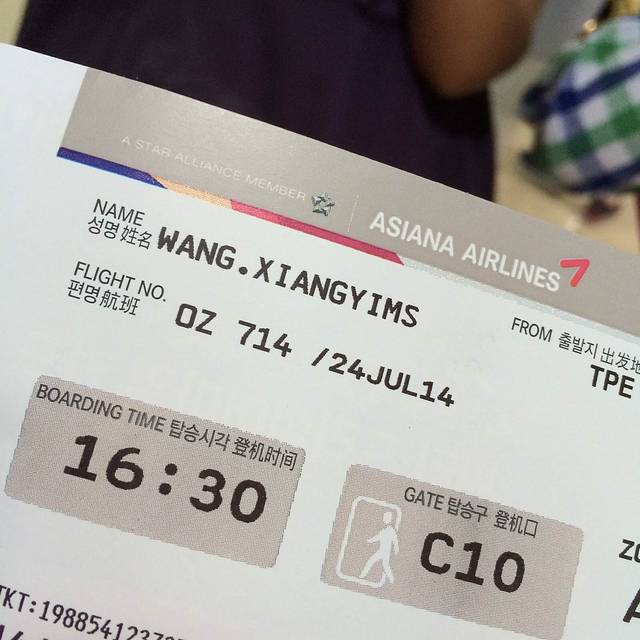 A STAR ALLIANCE MEMBER
ASIANA AIRLINES
NAME
성명 姓名 WANG.XIANGYIMS
FLIGHT NO.
편명 航班 OZ 714 /24JUL14
FROM 출발지 出发地
TPE
BOARDING TIME 탑승시각 登机时间
16:30
GATE 탑승구 登机口
C10